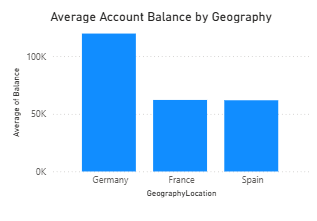 Average Account Balance by Geography
100K
50K
0K
Average of Balance
Germany France Spain
GeographyLocation